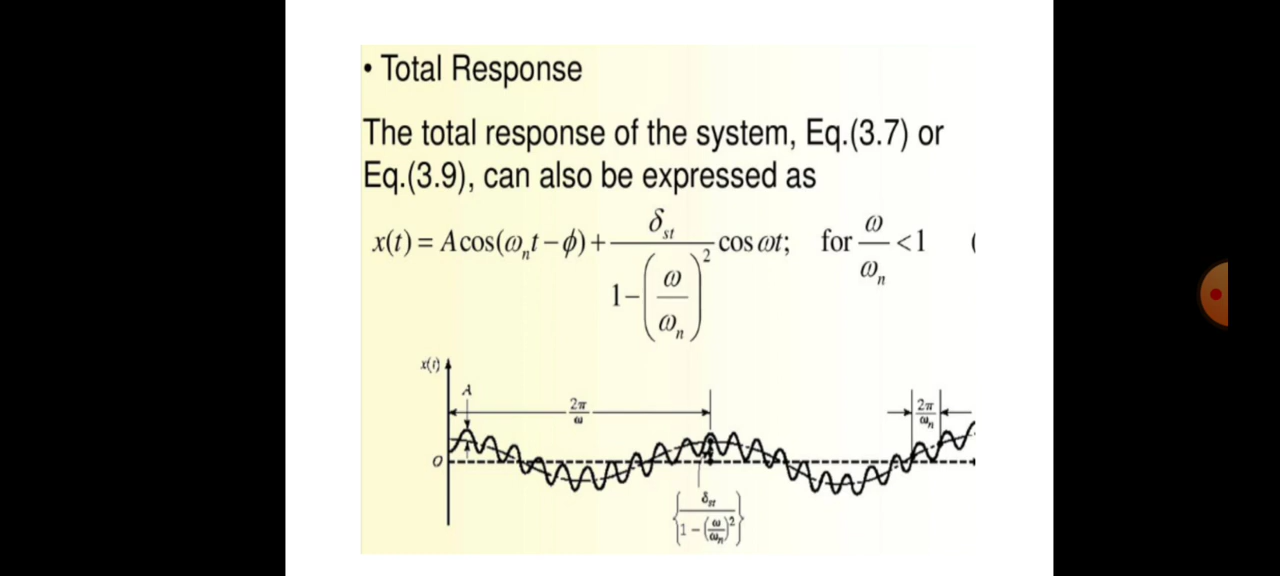 • Total Response
The total response of the system, Eq.(3.7) or
Eq.(3.9), can also be expressed as
x(t) = A cos(ω_n t − ϕ) + δ_st / (1 − (ω/ω_n)^2) cos ωt; for ω/ω_n < 1 (
x(t)
A
2π/ω
2π/ω_n
O
{δ_st / (1 − (ω/ω_n)^2)}